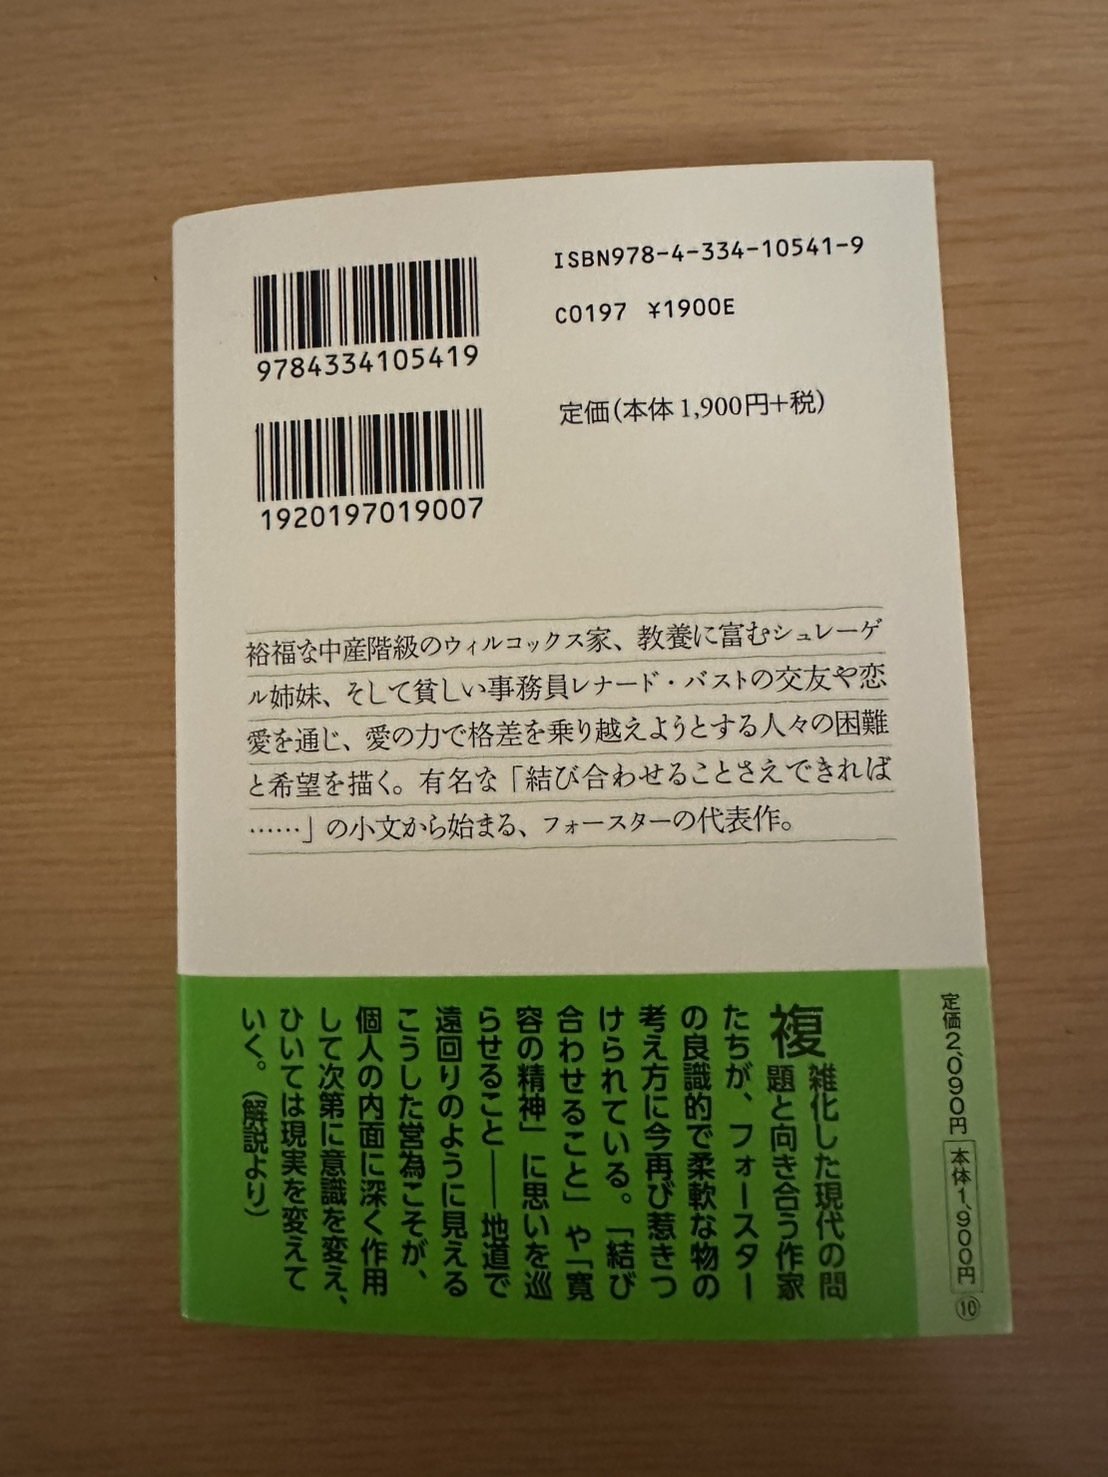 ISBN978-4-334-10541-9
C0197 ¥1900E
9784334105419
定価(本体1,900円+税)
1920197019007
裕福な中産階級のウィルコックス家、教養に富むシュレーゲ
ル姉妹、そして貧しい事務員レナード・バストの交友や恋
愛を通じ、愛の力で格差を乗り越えようとする人々の困難
と希望を描く。有名な「結び合わせることさえできれば
……」の小文から始まる、フォースターの代表作。
定価2,090円 本体1,900円 ⑩
複雑化した現代の問
題と向き合う作家
たちが、フォースター
の良識的で柔軟な物の
考え方に今再び惹きつ
けられている。「結び
合わせること」や「寛
容の精神」に思いを巡
らせること――地道で
遠回りのように見える
こうした営為こそが、
個人の内面に深く作用
して次第に意識を変え、
ひいては現実を変えて
いく。(解説より)